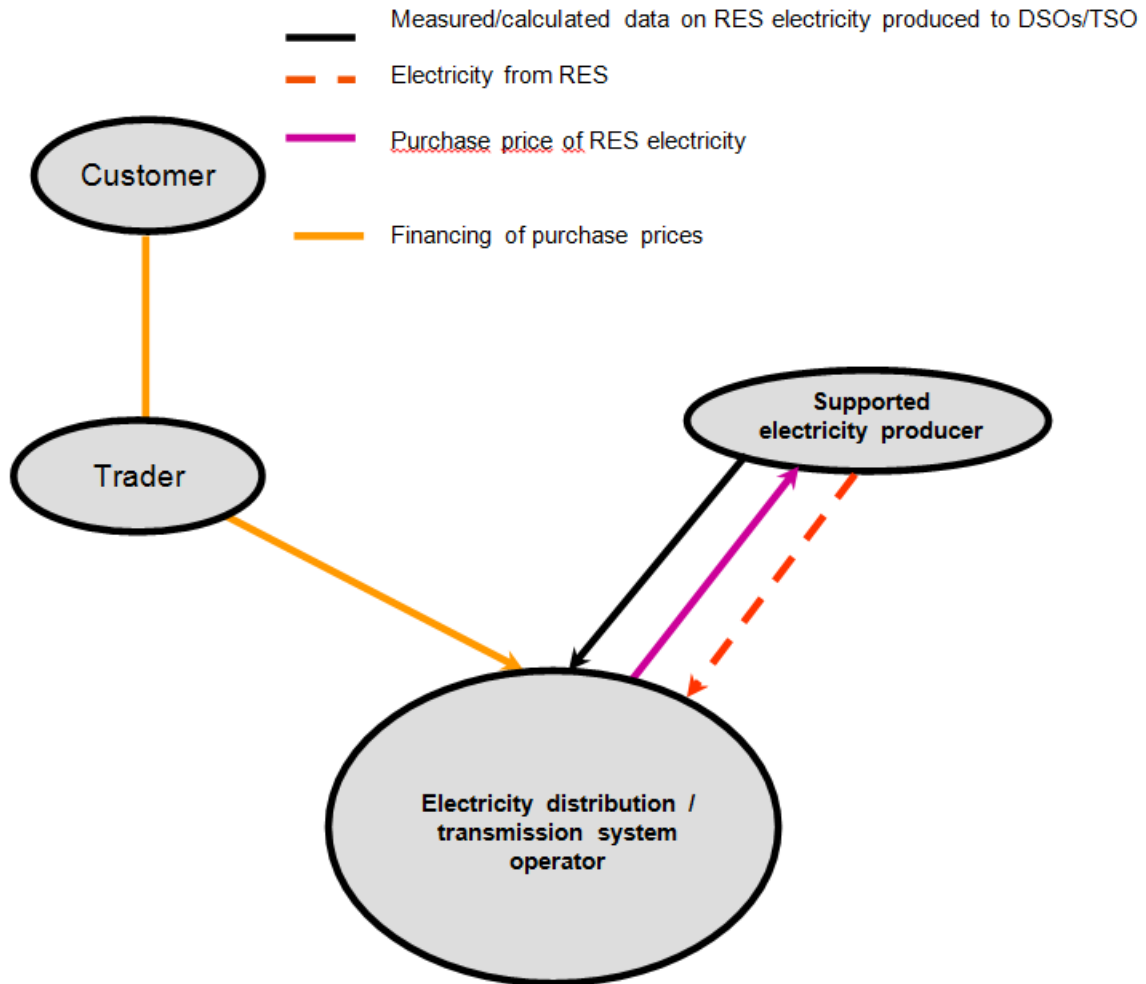 Measured/calculated data on RES electricity produced to DSOs/TSO
Electricity from RES
Purchase price of RES electricity
Customer
Financing of purchase prices
Supported
electricity producer
Trader
Electricity distribution /
transmission system
operator